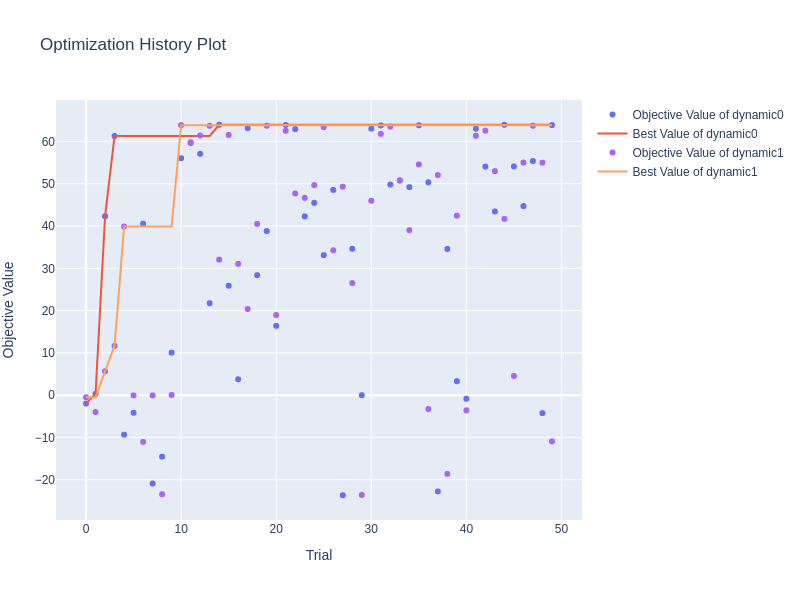 Optimization History Plot
Objective Value of dynamic0
Best Value of dynamic0
Objective Value of dynamic1
Best Value of dynamic1
60
50
40
30
20
10
0
−10
−20
Objective Value
0 10 20 30 40 50
Trial